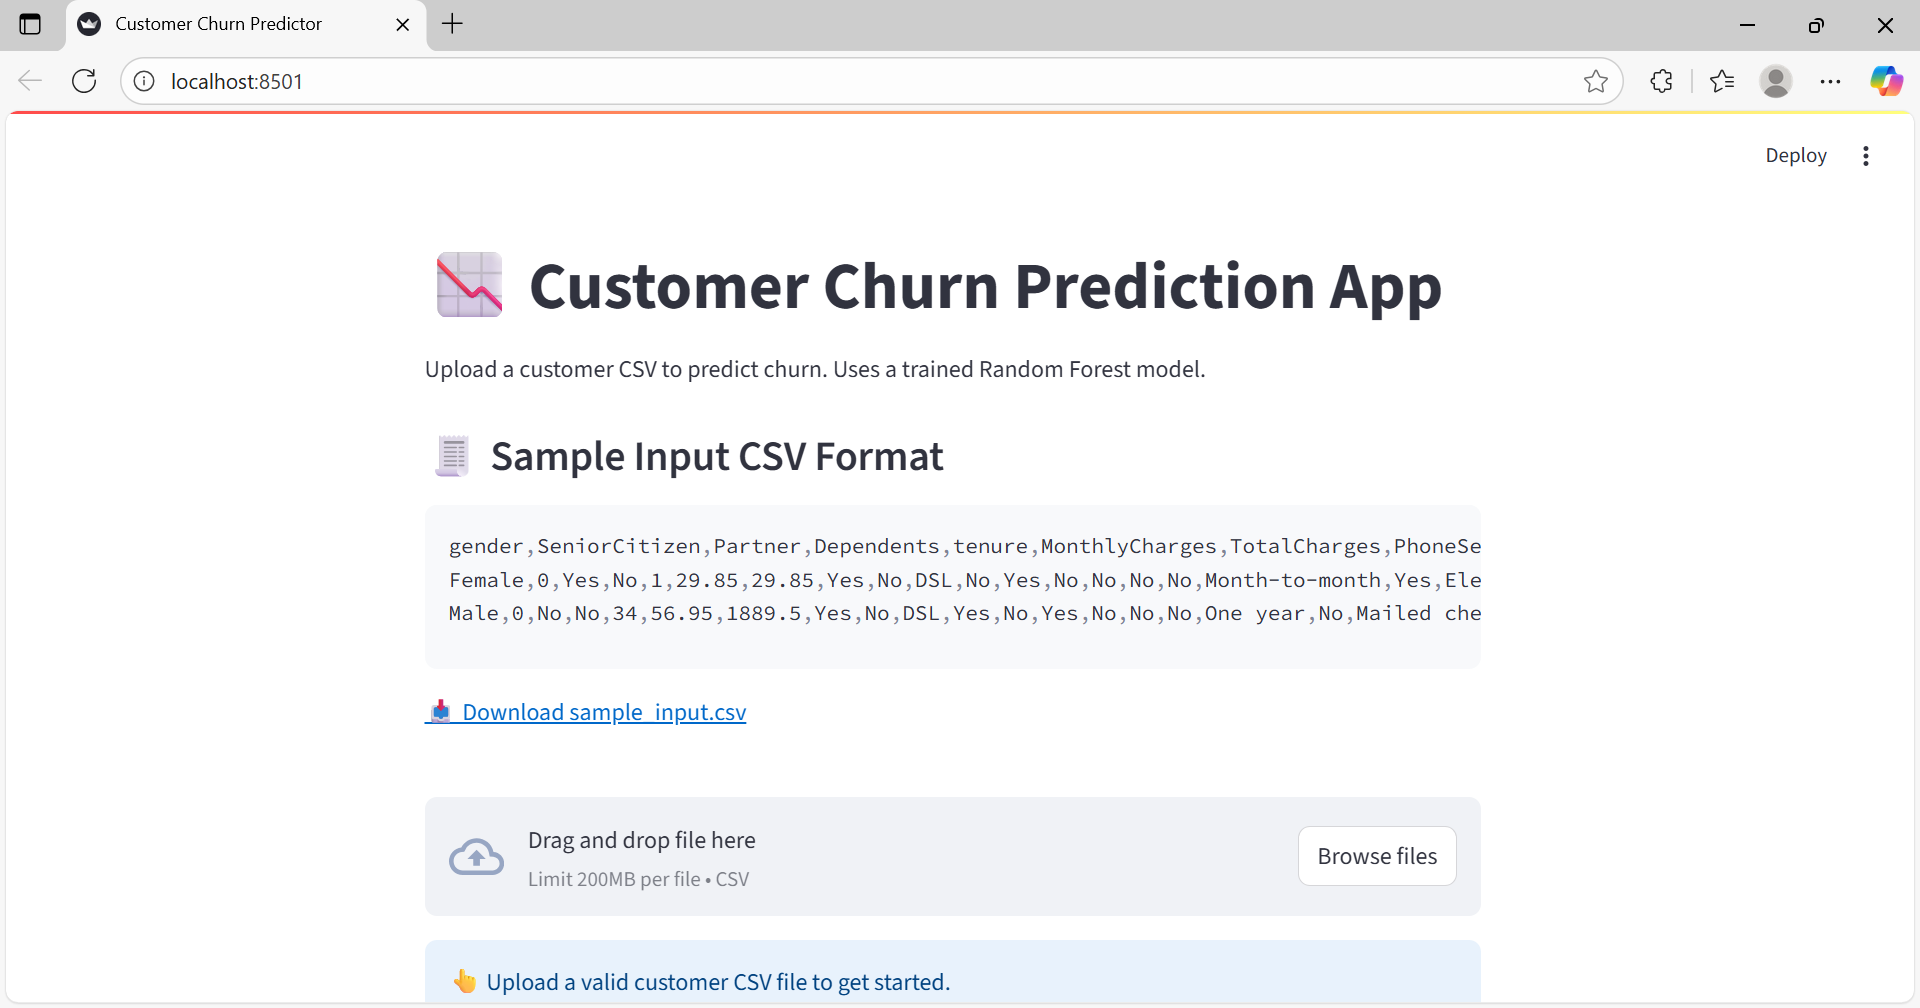 Customer Churn Predictor
localhost:8501
Deploy
Customer Churn Prediction App
Upload a customer CSV to predict churn. Uses a trained Random Forest model.
Sample Input CSV Format
gender,SeniorCitizen,Partner,Dependents,tenure,MonthlyCharges,TotalCharges,PhoneSe
Female,0,Yes,No,1,29.85,29.85,Yes,No,DSL,No,Yes,No,No,No,No,Month-to-month,Yes,Ele
Male,0,No,No,34,56.95,1889.5,Yes,No,DSL,Yes,No,Yes,No,No,No,One year,No,Mailed che
Download sample_input.csv
Drag and drop file here
Limit 200MB per file • CSV
Browse files
Upload a valid customer CSV file to get started.